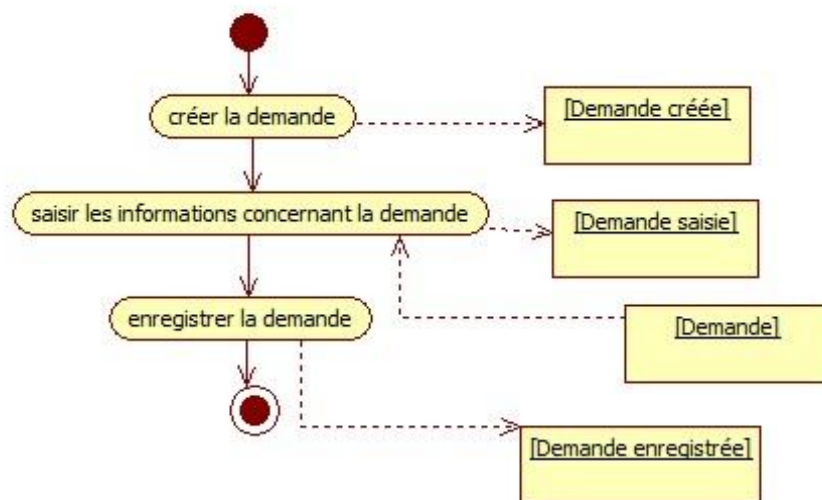 créer la demande
[Demande créée]
saisir les informations concernant la demande
[Demande saisie]
enregistrer la demande
[Demande]
[Demande enregistrée]